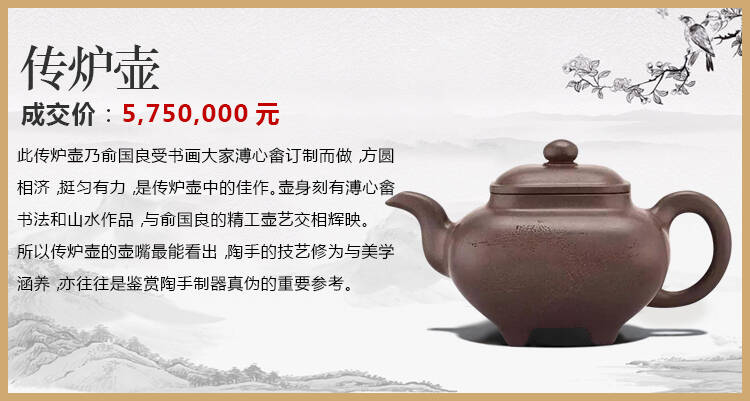 传炉壶
成交价：5,750,000 元
此传炉壶乃俞国良受书画大家溥心畬订制而做 ,方圆
相济 ,挺匀有力 ,是传炉壶中的佳作。壶身刻有溥心畬
书法和山水作品 ,与俞国良的精工壶艺交相辉映。
所以传炉壶的壶嘴最能看出 ,陶手的技艺修为与美学
涵养 ,亦往往是鉴赏陶手制器真伪的重要参考。